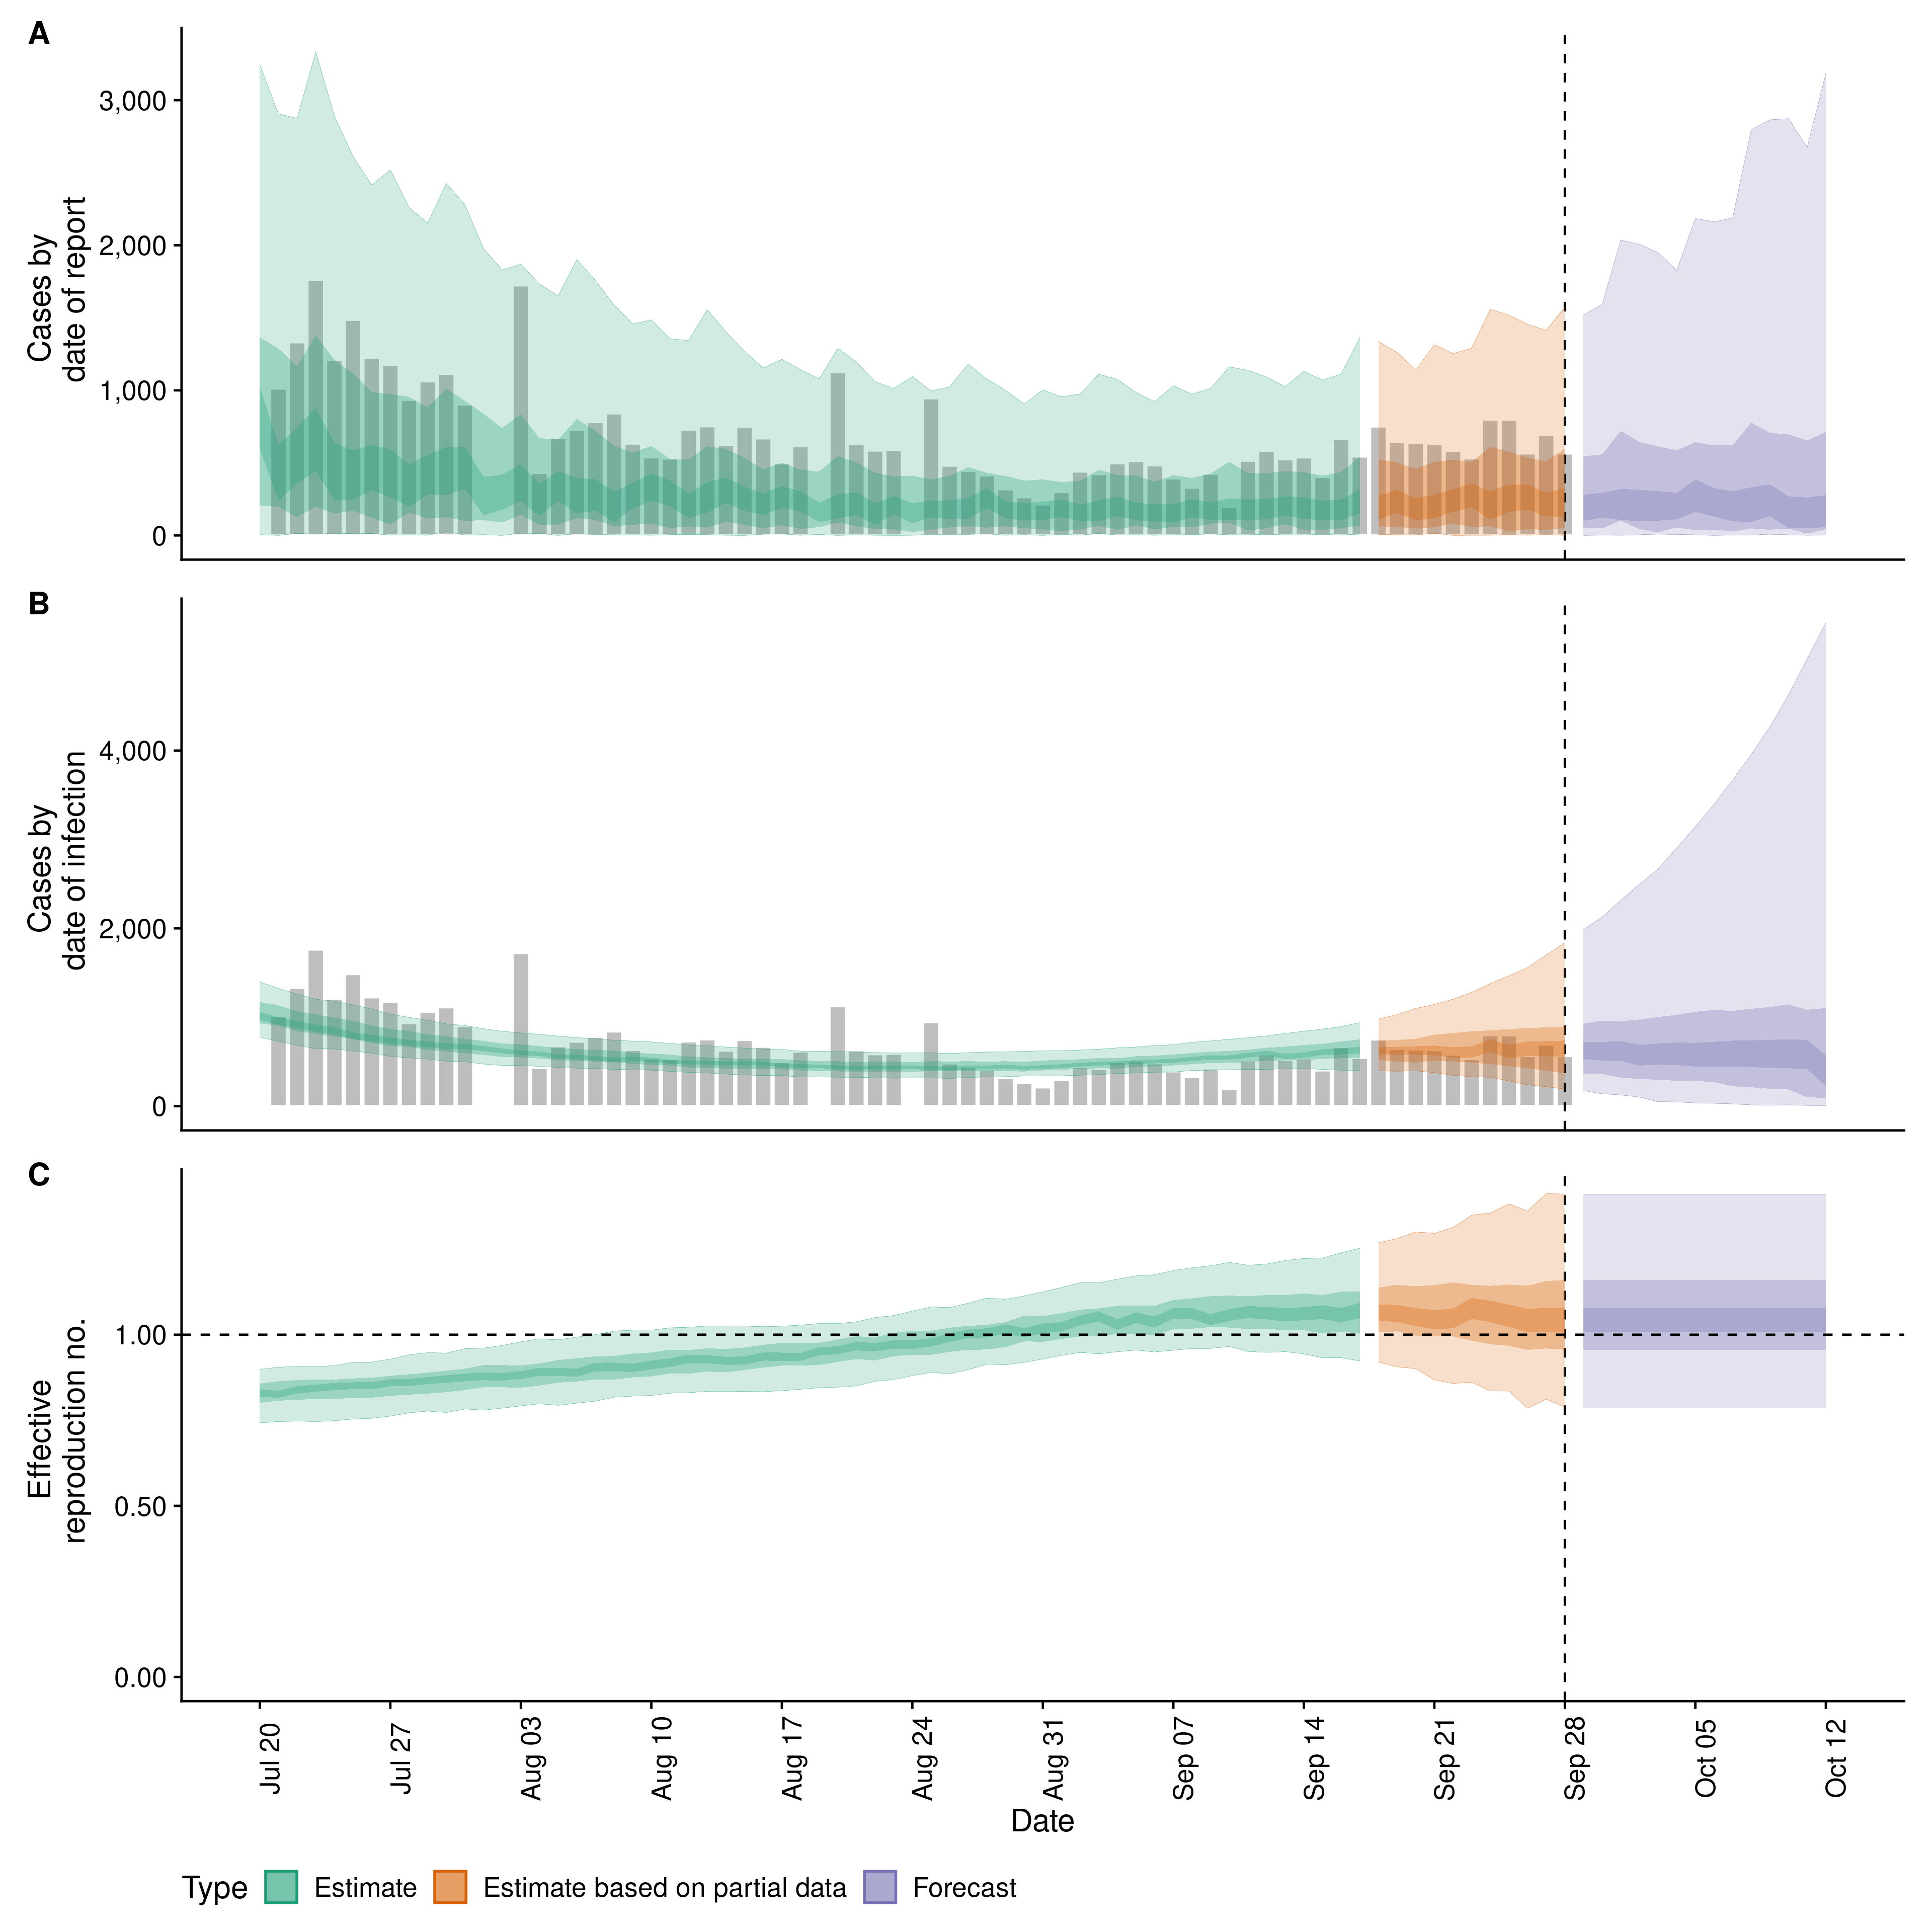 A
Cases by
date of report
3,000
2,000
1,000
0
B
Cases by
date of infection
4,000
2,000
0
C
Effective
reproduction no.
1.00
0.50
0.00
Jul 20
Jul 27
Aug 03
Aug 10
Aug 17
Aug 24
Aug 31
Sep 07
Sep 14
Sep 21
Sep 28
Oct 05
Oct 12
Date
Type Estimate Estimate based on partial data Forecast